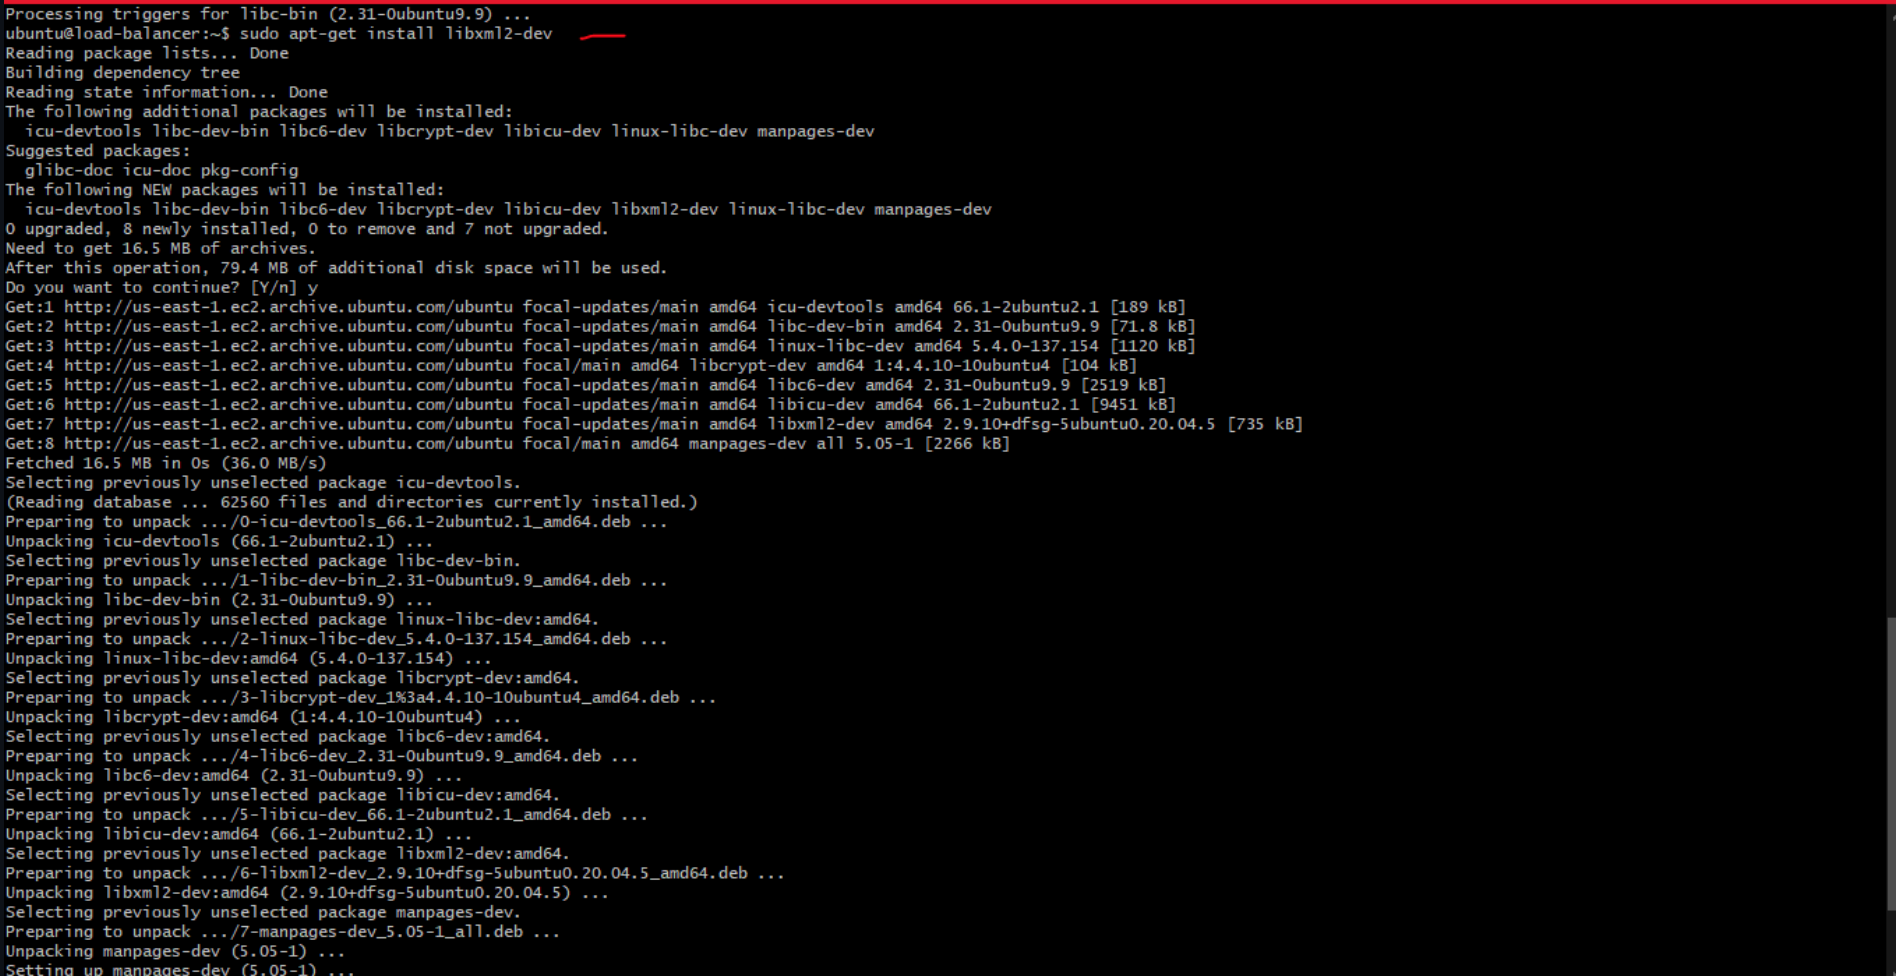 Processing triggers for libc-bin (2.31-0ubuntu9.9) ...
ubuntu@load-balancer:~$ sudo apt-get install libxml2-dev
Reading package lists... Done
Building dependency tree
Reading state information... Done
The following additional packages will be installed:
  icu-devtools libc-dev-bin libc6-dev libcrypt-dev libicu-dev linux-libc-dev manpages-dev
Suggested packages:
  glibc-doc icu-doc pkg-config
The following NEW packages will be installed:
  icu-devtools libc-dev-bin libc6-dev libcrypt-dev libicu-dev libxml2-dev linux-libc-dev manpages-dev
0 upgraded, 8 newly installed, 0 to remove and 7 not upgraded.
Need to get 16.5 MB of archives.
After this operation, 79.4 MB of additional disk space will be used.
Do you want to continue? [Y/n] y
Get:1 http://us-east-1.ec2.archive.ubuntu.com/ubuntu focal-updates/main amd64 icu-devtools amd64 66.1-2ubuntu2.1 [189 kB]
Get:2 http://us-east-1.ec2.archive.ubuntu.com/ubuntu focal-updates/main amd64 libc-dev-bin amd64 2.31-0ubuntu9.9 [71.8 kB]
Get:3 http://us-east-1.ec2.archive.ubuntu.com/ubuntu focal-updates/main amd64 linux-libc-dev amd64 5.4.0-137.154 [1120 kB]
Get:4 http://us-east-1.ec2.archive.ubuntu.com/ubuntu focal/main amd64 libcrypt-dev amd64 1:4.4.10-10ubuntu4 [104 kB]
Get:5 http://us-east-1.ec2.archive.ubuntu.com/ubuntu focal-updates/main amd64 libc6-dev amd64 2.31-0ubuntu9.9 [2519 kB]
Get:6 http://us-east-1.ec2.archive.ubuntu.com/ubuntu focal-updates/main amd64 libicu-dev amd64 66.1-2ubuntu2.1 [9451 kB]
Get:7 http://us-east-1.ec2.archive.ubuntu.com/ubuntu focal-updates/main amd64 libxml2-dev amd64 2.9.10+dfsg-5ubuntu0.20.04.5 [735 kB]
Get:8 http://us-east-1.ec2.archive.ubuntu.com/ubuntu focal/main amd64 manpages-dev all 5.05-1 [2266 kB]
Fetched 16.5 MB in 0s (36.0 MB/s)
Selecting previously unselected package icu-devtools.
(Reading database ... 62560 files and directories currently installed.)
Preparing to unpack .../0-icu-devtools_66.1-2ubuntu2.1_amd64.deb ...
Unpacking icu-devtools (66.1-2ubuntu2.1) ...
Selecting previously unselected package libc-dev-bin.
Preparing to unpack .../1-libc-dev-bin_2.31-0ubuntu9.9_amd64.deb ...
Unpacking libc-dev-bin (2.31-0ubuntu9.9) ...
Selecting previously unselected package linux-libc-dev:amd64.
Preparing to unpack .../2-linux-libc-dev_5.4.0-137.154_amd64.deb ...
Unpacking linux-libc-dev:amd64 (5.4.0-137.154) ...
Selecting previously unselected package libcrypt-dev:amd64.
Preparing to unpack .../3-libcrypt-dev_1%3a4.4.10-10ubuntu4_amd64.deb ...
Unpacking libcrypt-dev:amd64 (1:4.4.10-10ubuntu4) ...
Selecting previously unselected package libc6-dev:amd64.
Preparing to unpack .../4-libc6-dev_2.31-0ubuntu9.9_amd64.deb ...
Unpacking libc6-dev:amd64 (2.31-0ubuntu9.9) ...
Selecting previously unselected package libicu-dev:amd64.
Preparing to unpack .../5-libicu-dev_66.1-2ubuntu2.1_amd64.deb ...
Unpacking libicu-dev:amd64 (66.1-2ubuntu2.1) ...
Selecting previously unselected package libxml2-dev:amd64.
Preparing to unpack .../6-libxml2-dev_2.9.10+dfsg-5ubuntu0.20.04.5_amd64.deb ...
Unpacking libxml2-dev:amd64 (2.9.10+dfsg-5ubuntu0.20.04.5) ...
Selecting previously unselected package manpages-dev.
Preparing to unpack .../7-manpages-dev_5.05-1_all.deb ...
Unpacking manpages-dev (5.05-1) ...
Setting up manpages-dev (5.05-1) ...